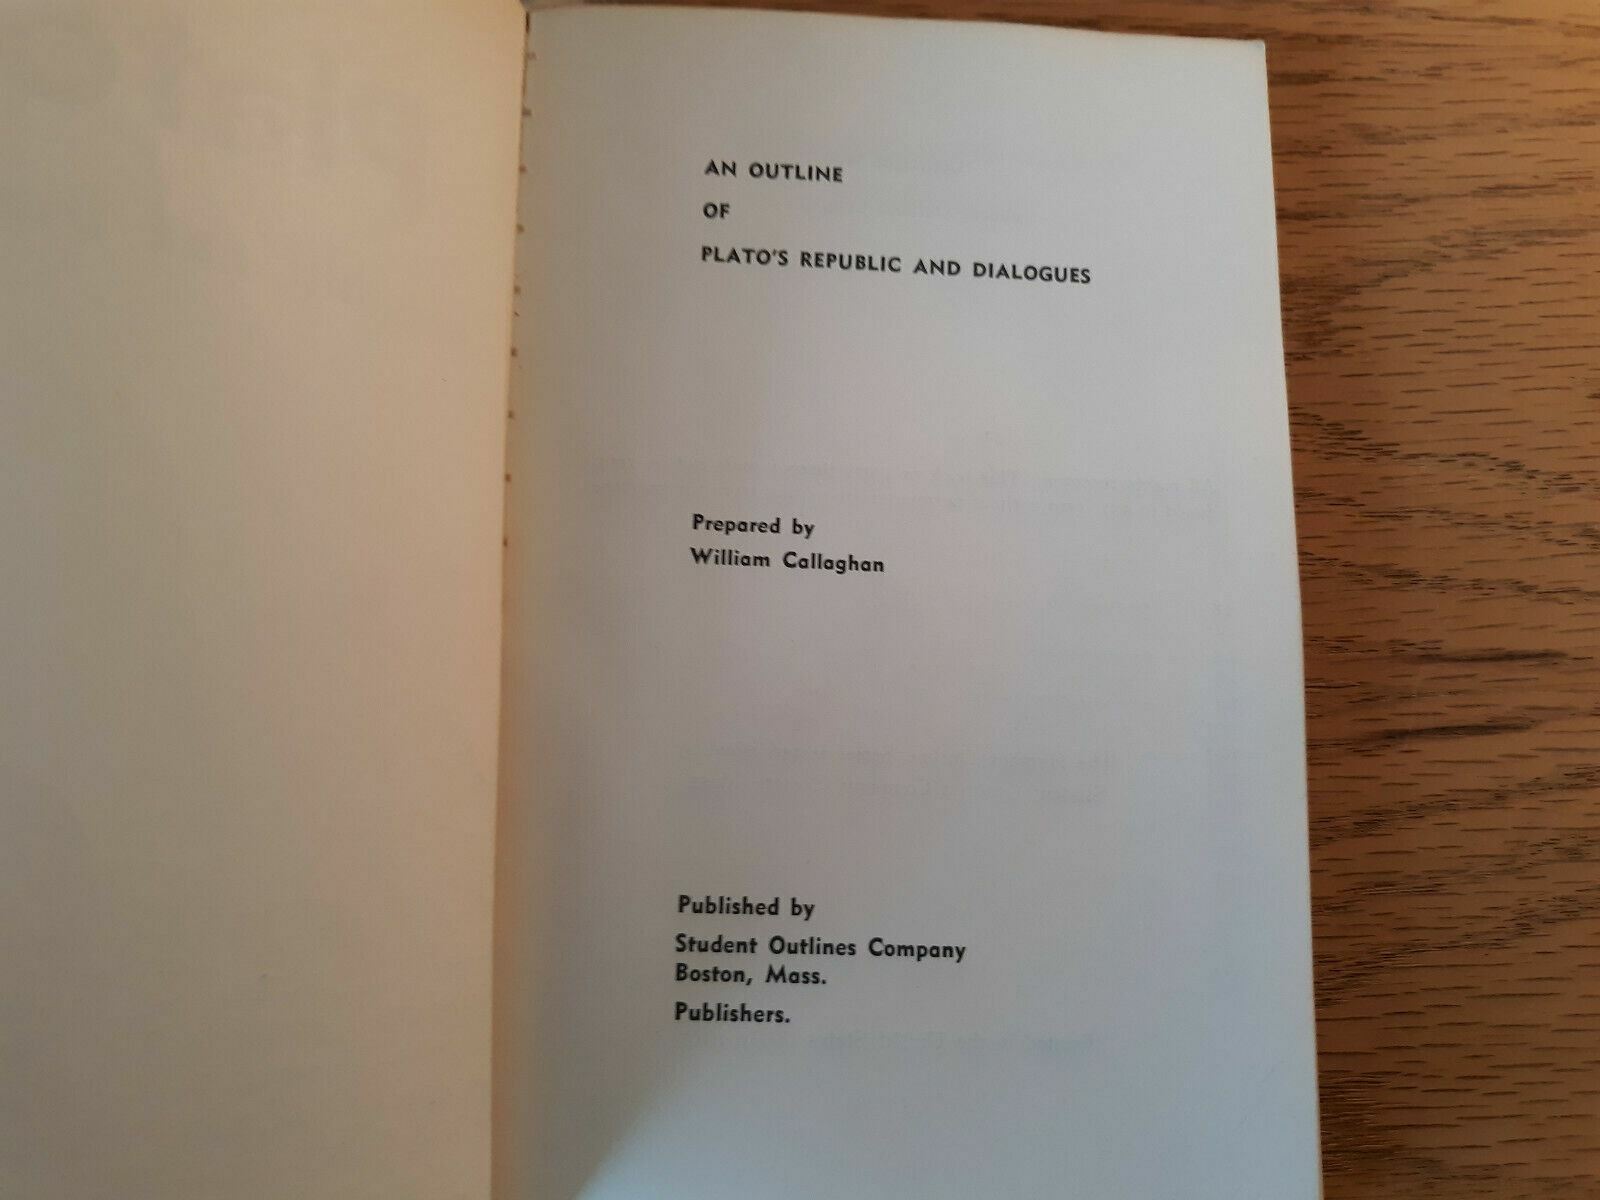 AN OUTLINE
OF
PLATO'S REPUBLIC AND DIALOGUES
Prepared by
William Callaghan
Published by
Student Outlines Company
Boston, Mass.
Publishers.